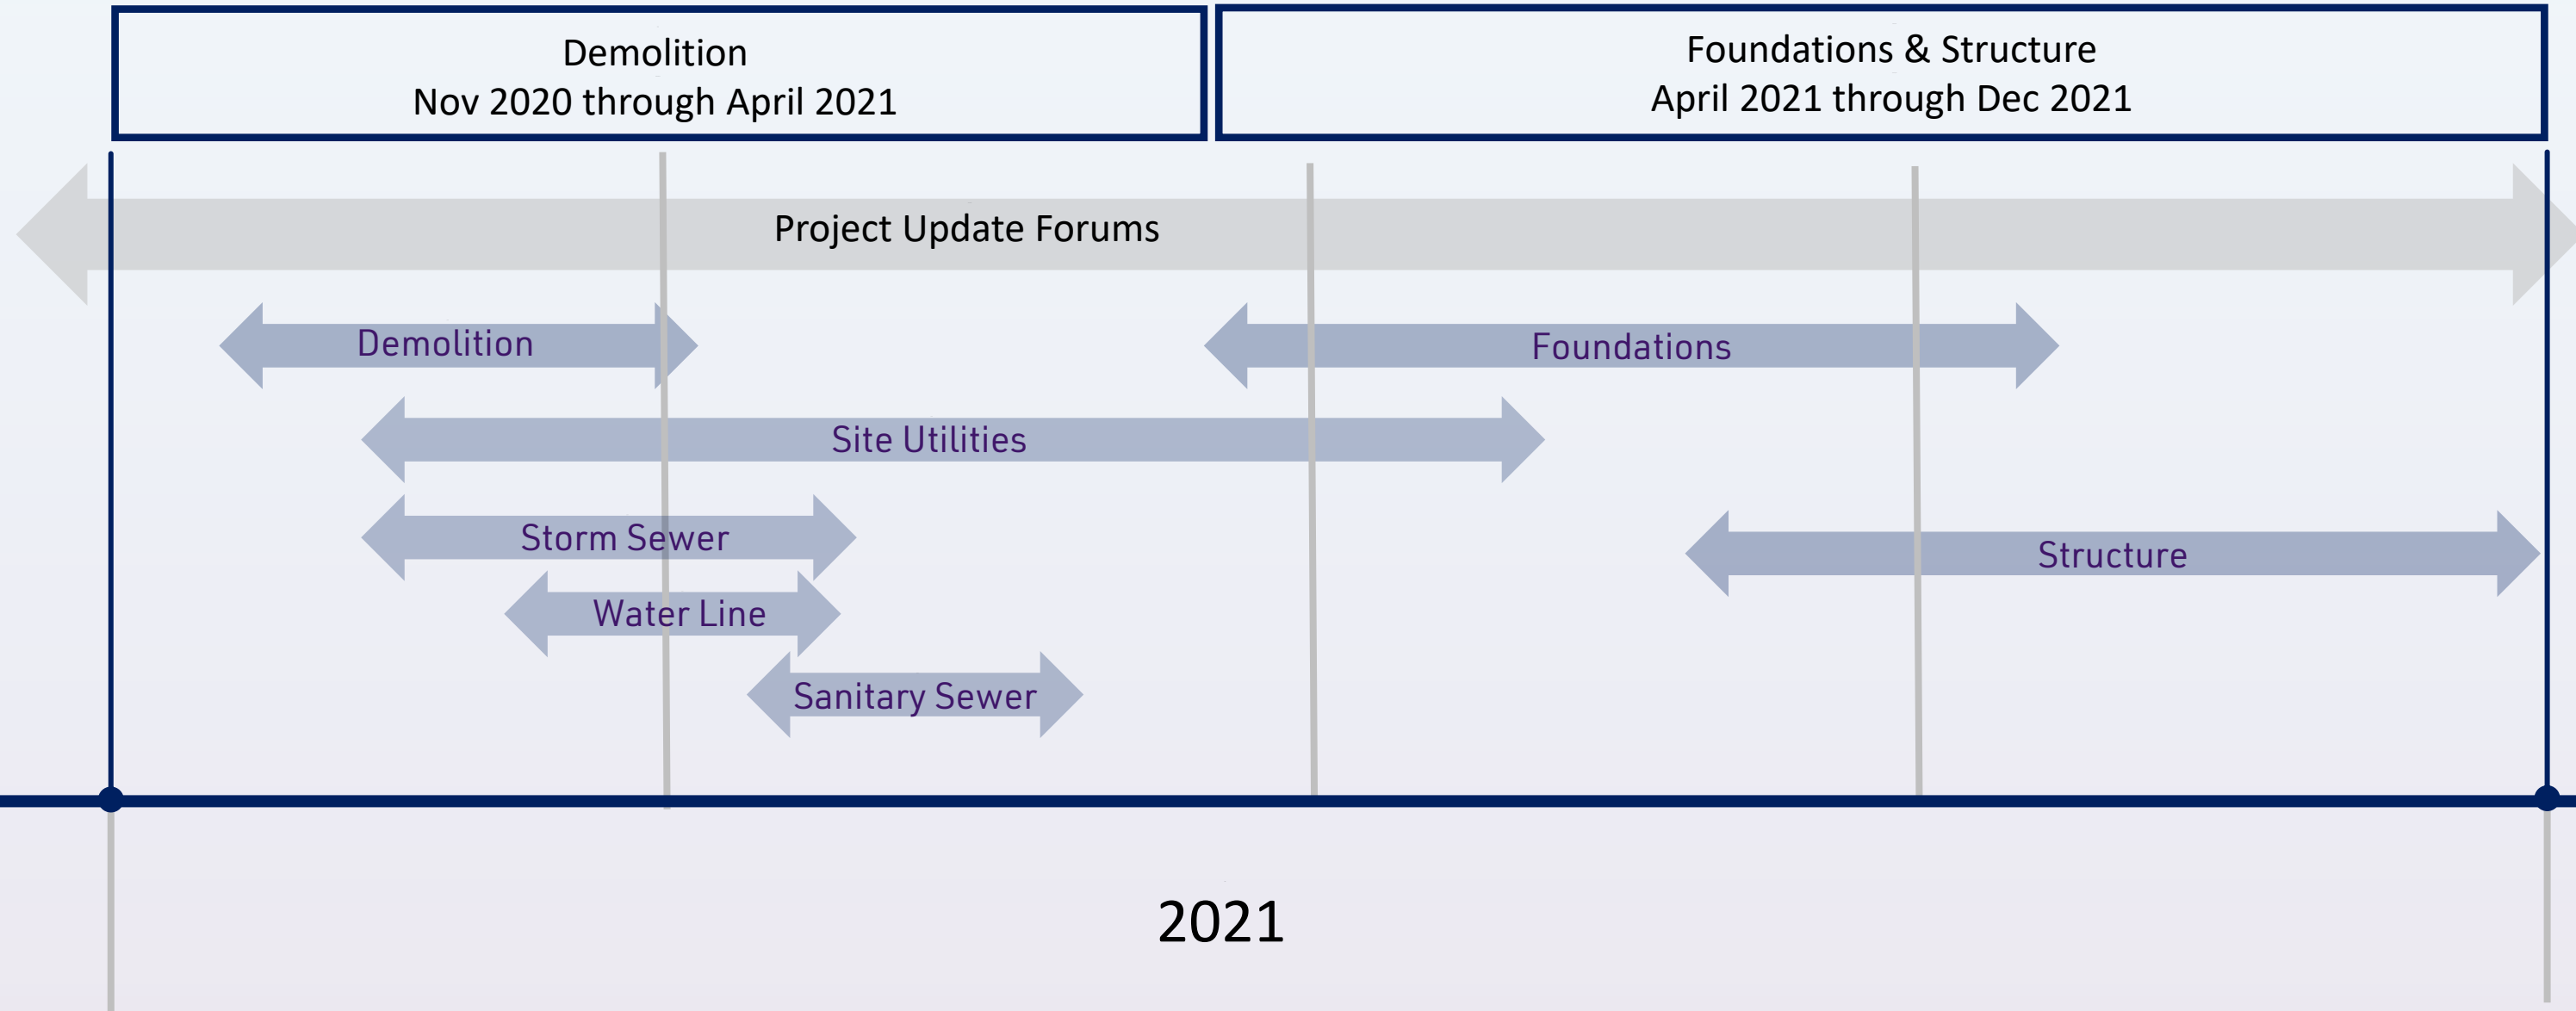 Demolition
Nov 2020 through April 2021
Foundations & Structure
April 2021 through Dec 2021
Project Update Forums
Demolition
Foundations
Site Utilities
Storm Sewer
Structure
Water Line
Sanitary Sewer
2021